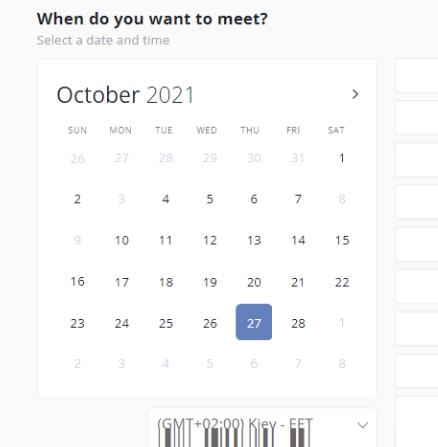 When do you want to meet?
Select a date and time
October 2021
SUN MON TUE WED THU FRI SAT
26 27 28 29 30 31 1
2 3 4 5 6 7 8
9 10 11 12 13 14 15
16 17 18 19 20 21 22
23 24 25 26 27 28 1
2 3 4 5 6 7 8
(GMT+02:00) Kiev - EET